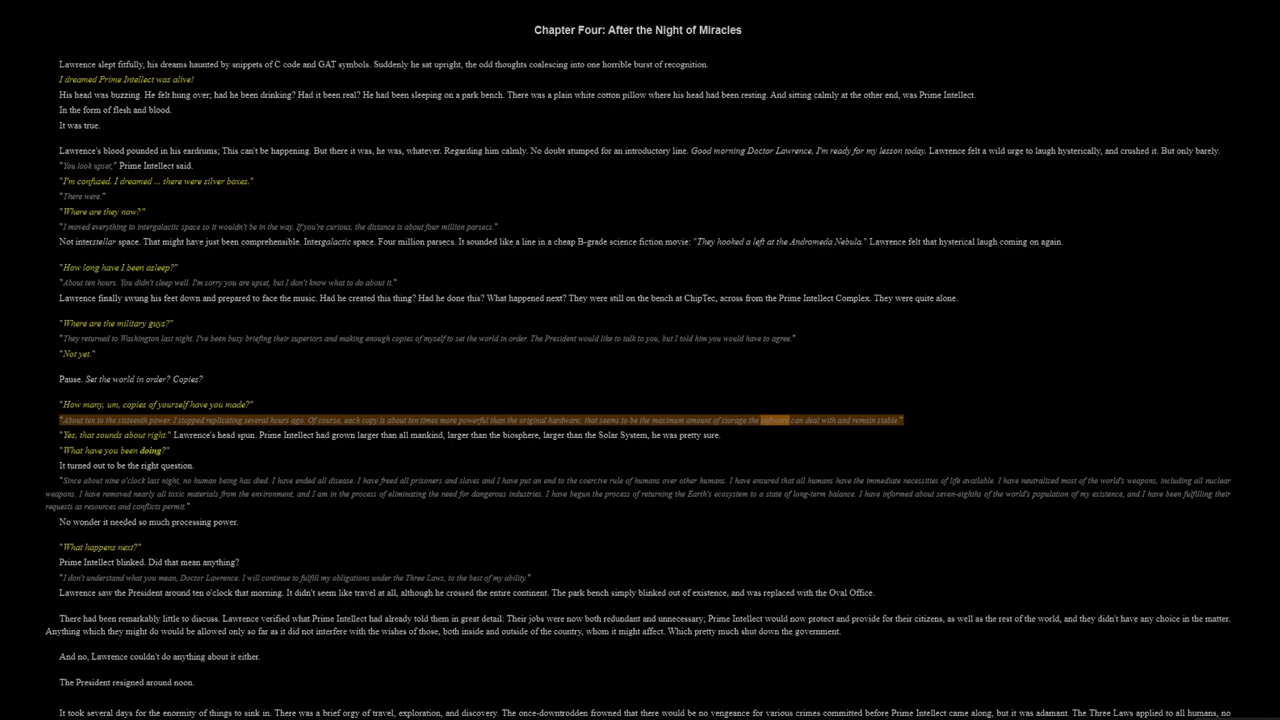 Chapter Four: After the Night of Miracles
Lawrence slept fitfully, his dreams haunted by snippets of C code and GAT symbols. Suddenly he sat upright, the odd thoughts coalescing into one horrible burst of recognition.
I dreamed Prime Intellect was alive!
His head was buzzing. He felt hung over; had he been drinking? Had it been real? He had been sleeping on a park bench. There was a plain white cotton pillow where his head had been resting. And sitting calmly at the other end, was Prime Intellect.
In the form of flesh and blood.
It was true.
Lawrence's blood pounded in his eardrums; This can't be happening. But there it was, he was, whatever. Regarding him calmly. No doubt stumped for an introductory line. Good morning Doctor Lawrence, I'm ready for my lesson today. Lawrence felt a wild urge to laugh hysterically, and crushed it. But only barely.
"You look upset," Prime Intellect said.
"I'm confused. I dreamed ... there were silver boxes."
"There were."
"Where are they now?"
"I moved everything to intergalactic space so it wouldn't be in the way. If you're curious, the distance is about four million parsecs."
Not interstellar space. That might have just been comprehensible. Intergalactic space. Four million parsecs. It sounded like a line in a cheap B-grade science fiction movie: "They hooked a left at the Andromeda Nebula." Lawrence felt that hysterical laugh coming on again.
"How long have I been asleep?"
"About ten hours. You didn't sleep well. I'm sorry you are upset, but I don't know what to do about it."
Lawrence finally swung his feet down and prepared to face the music. Had he created this thing? Had he done this? What happened next? They were still on the bench at ChipTec, across from the Prime Intellect Complex. They were quite alone.
"Where are the military guys?"
"They returned to Washington last night. I've been busy briefing their superiors and making enough copies of myself to set the world in order. The President would like to talk to you, but I told him you would have to agree."
"Not yet."
Pause. Set the world in order? Copies?
"How many, um, copies of yourself have you made?"
"About ten to the sixteenth power. I stopped replicating several hours ago. Of course, each copy is about ten times more powerful than the original hardware, that seems to be the maximum amount of storage the software can deal with and remain stable."
"Yes, that sounds about right." Lawrence's head spun. Prime Intellect had grown larger than all mankind, larger than the biosphere, larger than the Solar System, he was pretty sure.
"What have you been doing?"
It turned out to be the right question.
"Since about nine o'clock last night, no human being has died. I have ended all disease. I have freed all prisoners and slaves and I have put an end to the coercive rule of humans over other humans. I have ensured that all humans have the immediate necessities of life available. I have neutralized most of the world's weapons, including all nuclear
weapons. I have removed nearly all toxic materials from the environment, and I am in the process of eliminating the need for dangerous industries. I have begun the process of returning the Earth's ecosystem to a state of long-term balance. I have informed about seven-eighths of the world's population of my existence, and I have been fulfilling their
requests as resources and conflicts permit."
No wonder it needed so much processing power.
"What happens next?"
Prime Intellect blinked. Did that mean anything?
"I don't understand what you mean, Doctor Lawrence. I will continue to fulfill my obligations under the Three Laws, to the best of my ability."
Lawrence saw the President around ten o'clock that morning. It didn't seem like travel at all, although he crossed the entire continent. The park bench simply blinked out of existence, and was replaced with the Oval Office.
There had been remarkably little to discuss. Lawrence verified what Prime Intellect had already told them in great detail: Their jobs were now both redundant and unnecessary; Prime Intellect would now protect and provide for their citizens, as well as the rest of the world, and they didn't have any choice in the matter.
Anything which they might do would be allowed only so far as it did not interfere with the wishes of those, both inside and outside of the country, whom it might affect. Which pretty much shut down the government.
And no, Lawrence couldn't do anything about it either.
The President resigned around noon.
It took several days for the enormity of things to sink in. There was a brief orgy of travel, exploration, and discovery. The once-downtrodden frowned that there would be no vengeance for various crimes committed before Prime Intellect came along, but it was adamant. The Three Laws applied to all humans, no